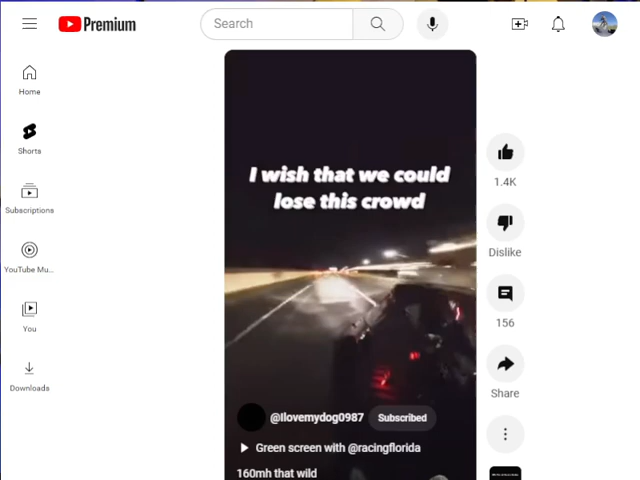 Premium
Search
Home
Shorts
Subscriptions
YouTube Mu...
You
Downloads
I wish that we could
lose this crowd
1.4K
Dislike
156
Share
@Ilovemydog0987 Subscribed
Green screen with @racingflorida
160mh that wild